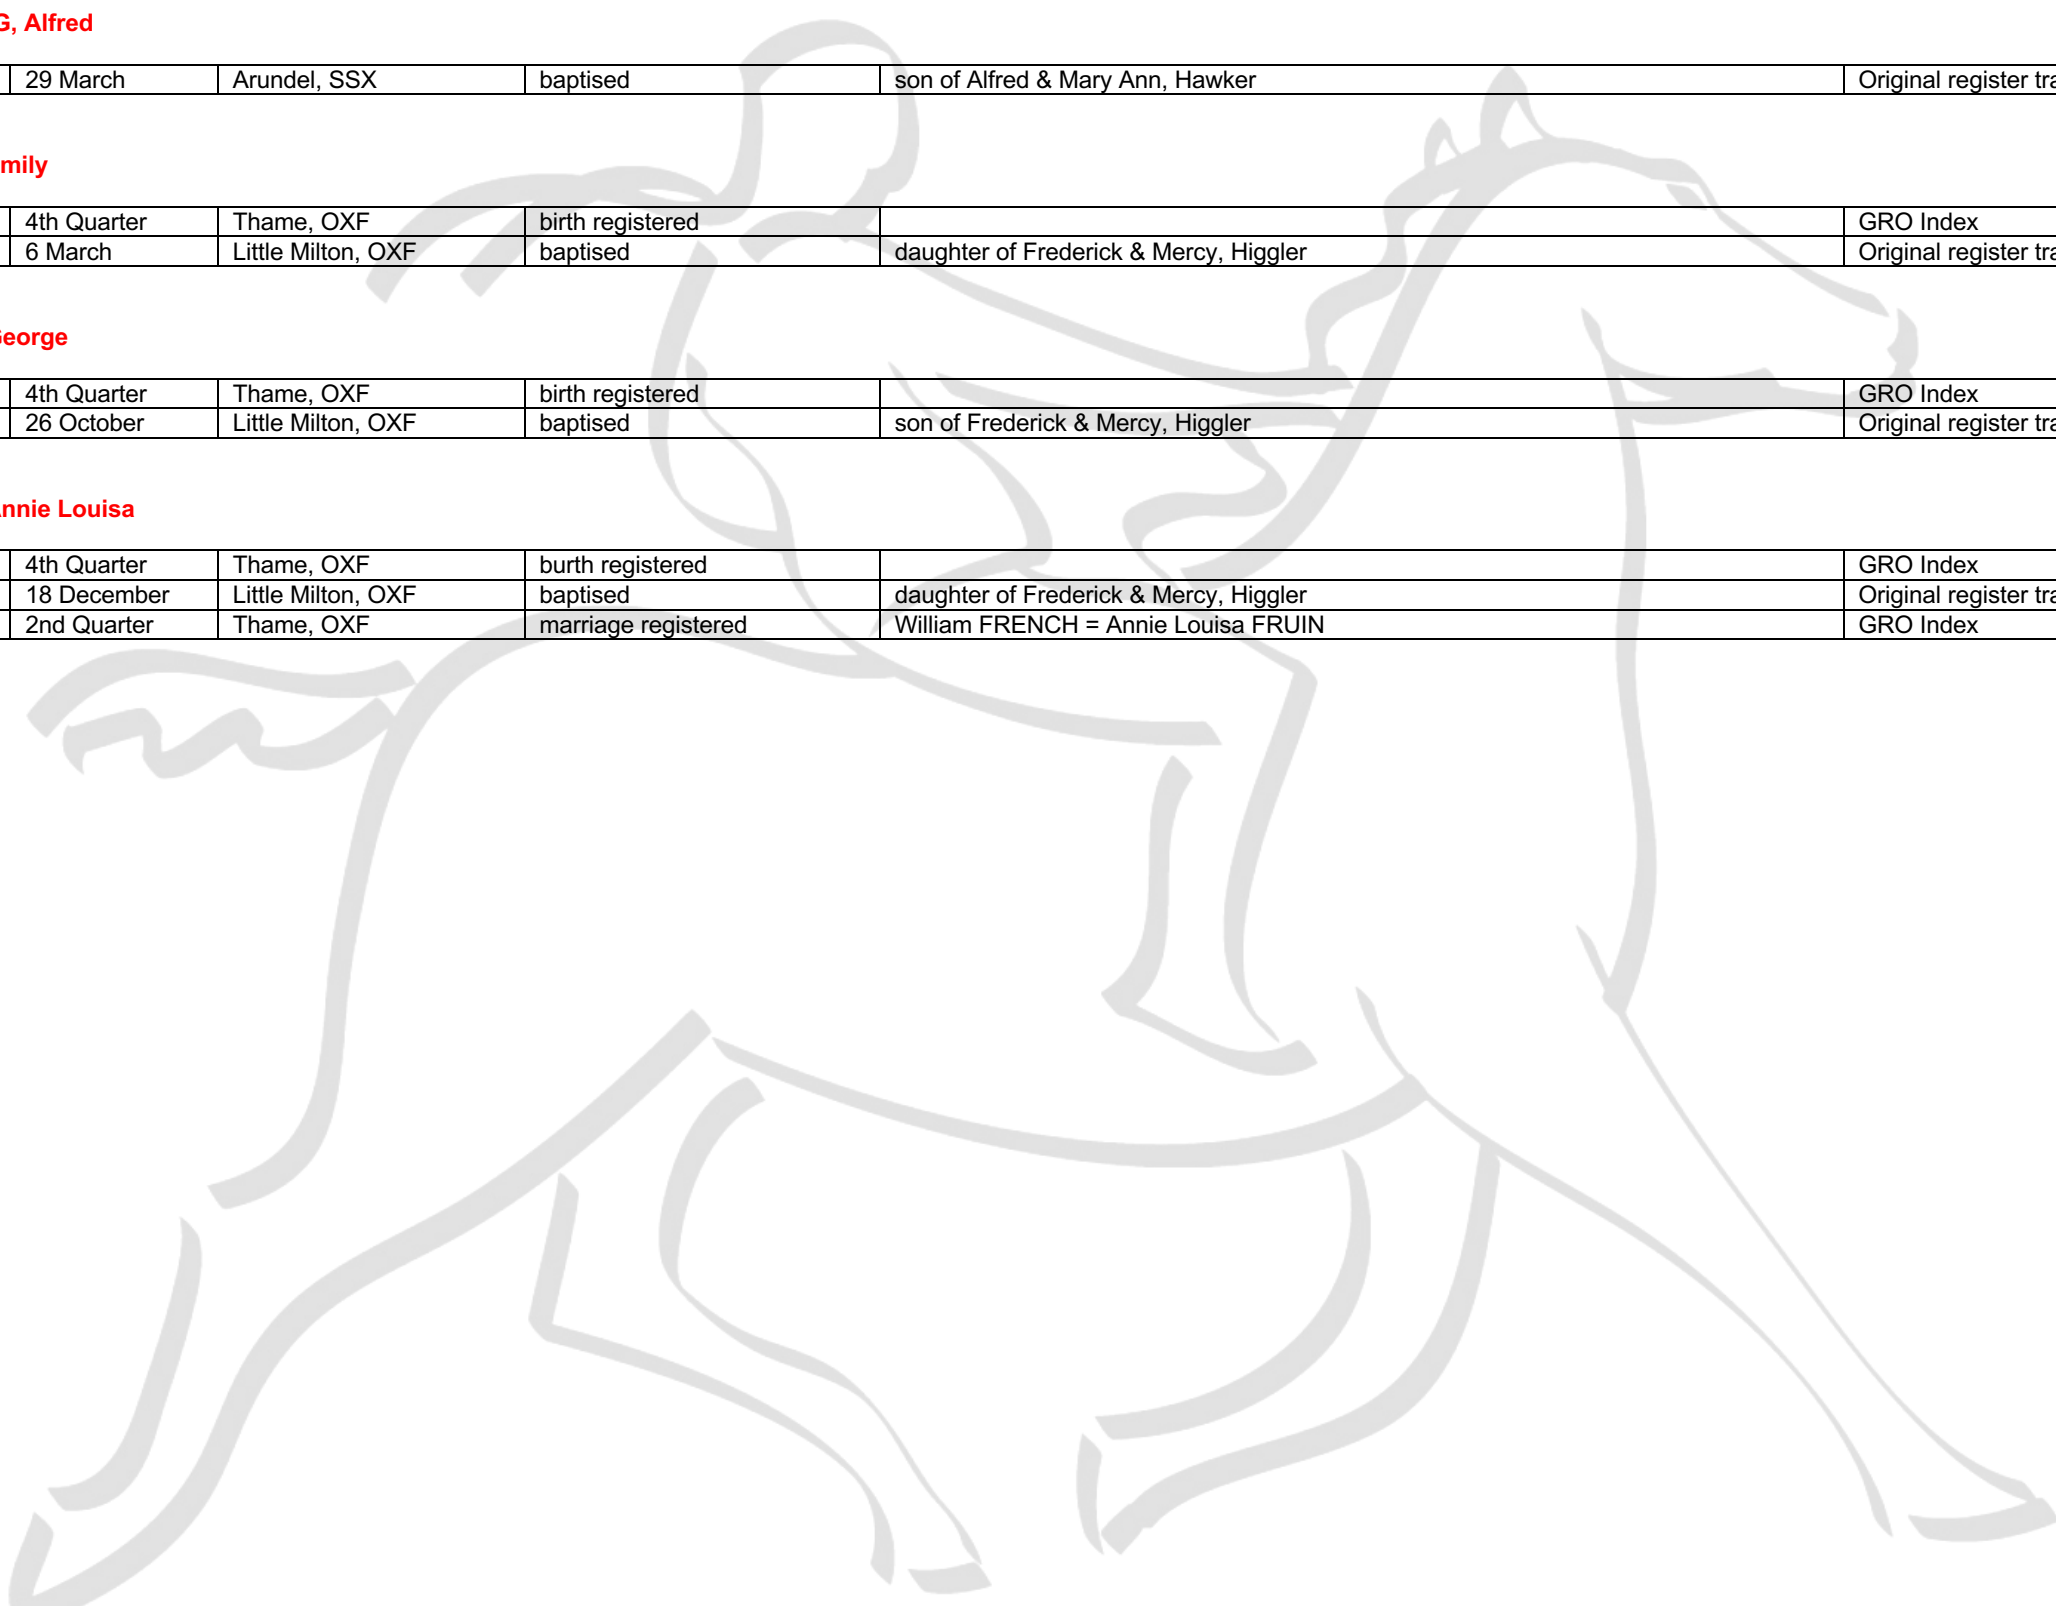 G, Alfred
29 March Arundel, SSX baptised son of Alfred & Mary Ann, Hawker Original register tra
mily
4th Quarter Thame, OXF birth registered GRO Index
6 March Little Milton, OXF baptised daughter of Frederick & Mercy, Higgler Original register tra
eorge
4th Quarter Thame, OXF birth registered GRO Index
26 October Little Milton, OXF baptised son of Frederick & Mercy, Higgler Original register tra
nnie Louisa
4th Quarter Thame, OXF burth registered GRO Index
18 December Little Milton, OXF baptised daughter of Frederick & Mercy, Higgler Original register tra
2nd Quarter Thame, OXF marriage registered William FRENCH = Annie Louisa FRUIN GRO Index